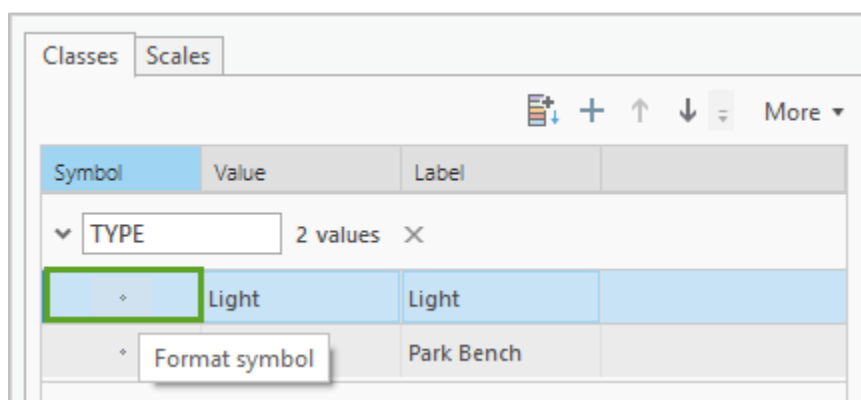 Classes Scales
More
Symbol Value Label
TYPE 2 values
Light Light
Format symbol Park Bench